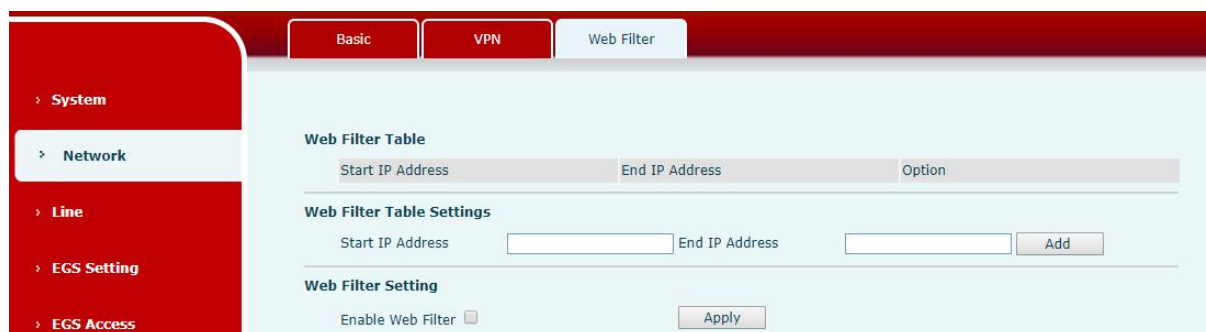 Basic VPN Web Filter
System
Network
Line
EGS Setting
EGS Access
Web Filter Table
Start IP Address End IP Address Option
Web Filter Table Settings
Start IP Address End IP Address Add
Web Filter Setting
Enable Web Filter Apply